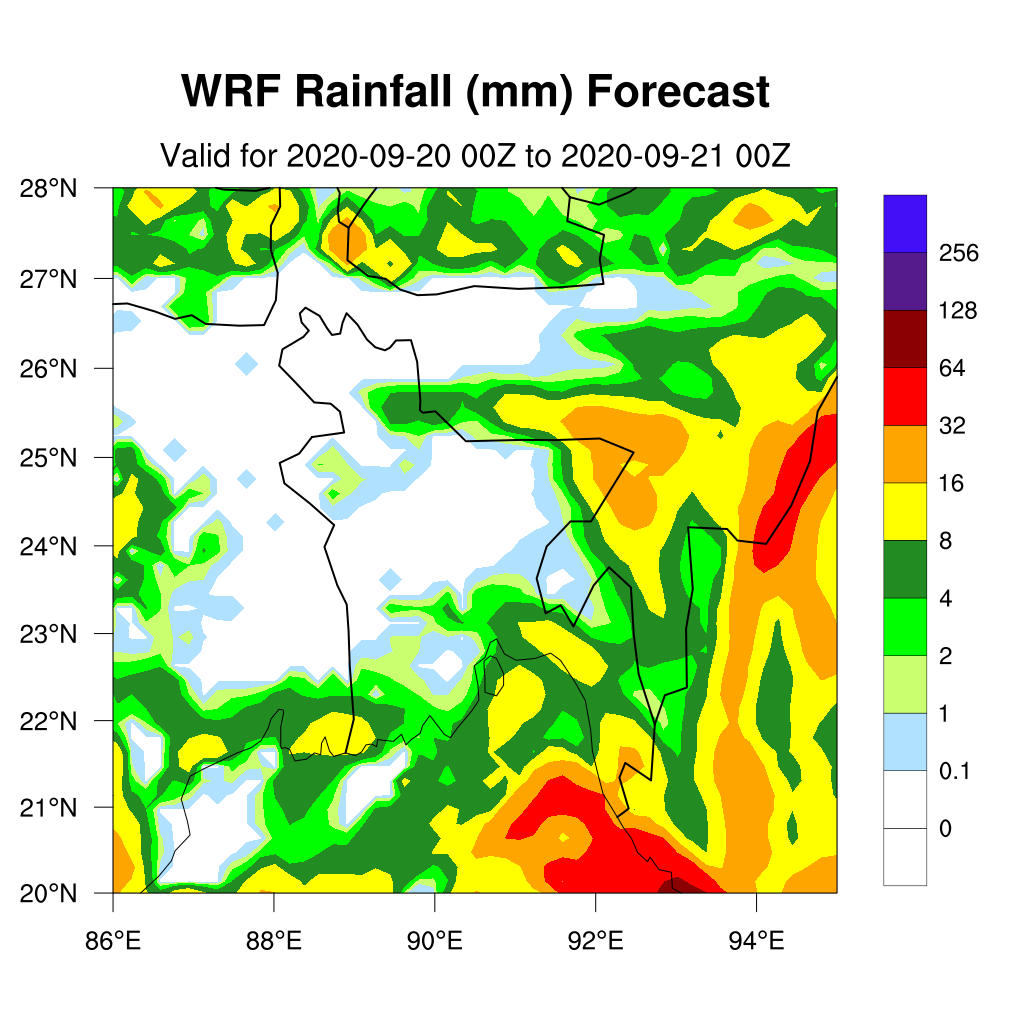 WRF Rainfall (mm) Forecast
Valid for 2020-09-20 00Z to 2020-09-21 00Z
28°N
27°N
26°N
25°N
24°N
23°N
22°N
21°N
20°N
86°E 88°E 90°E 92°E 94°E
256
128
64
32
16
8
4
2
1
0.1
0